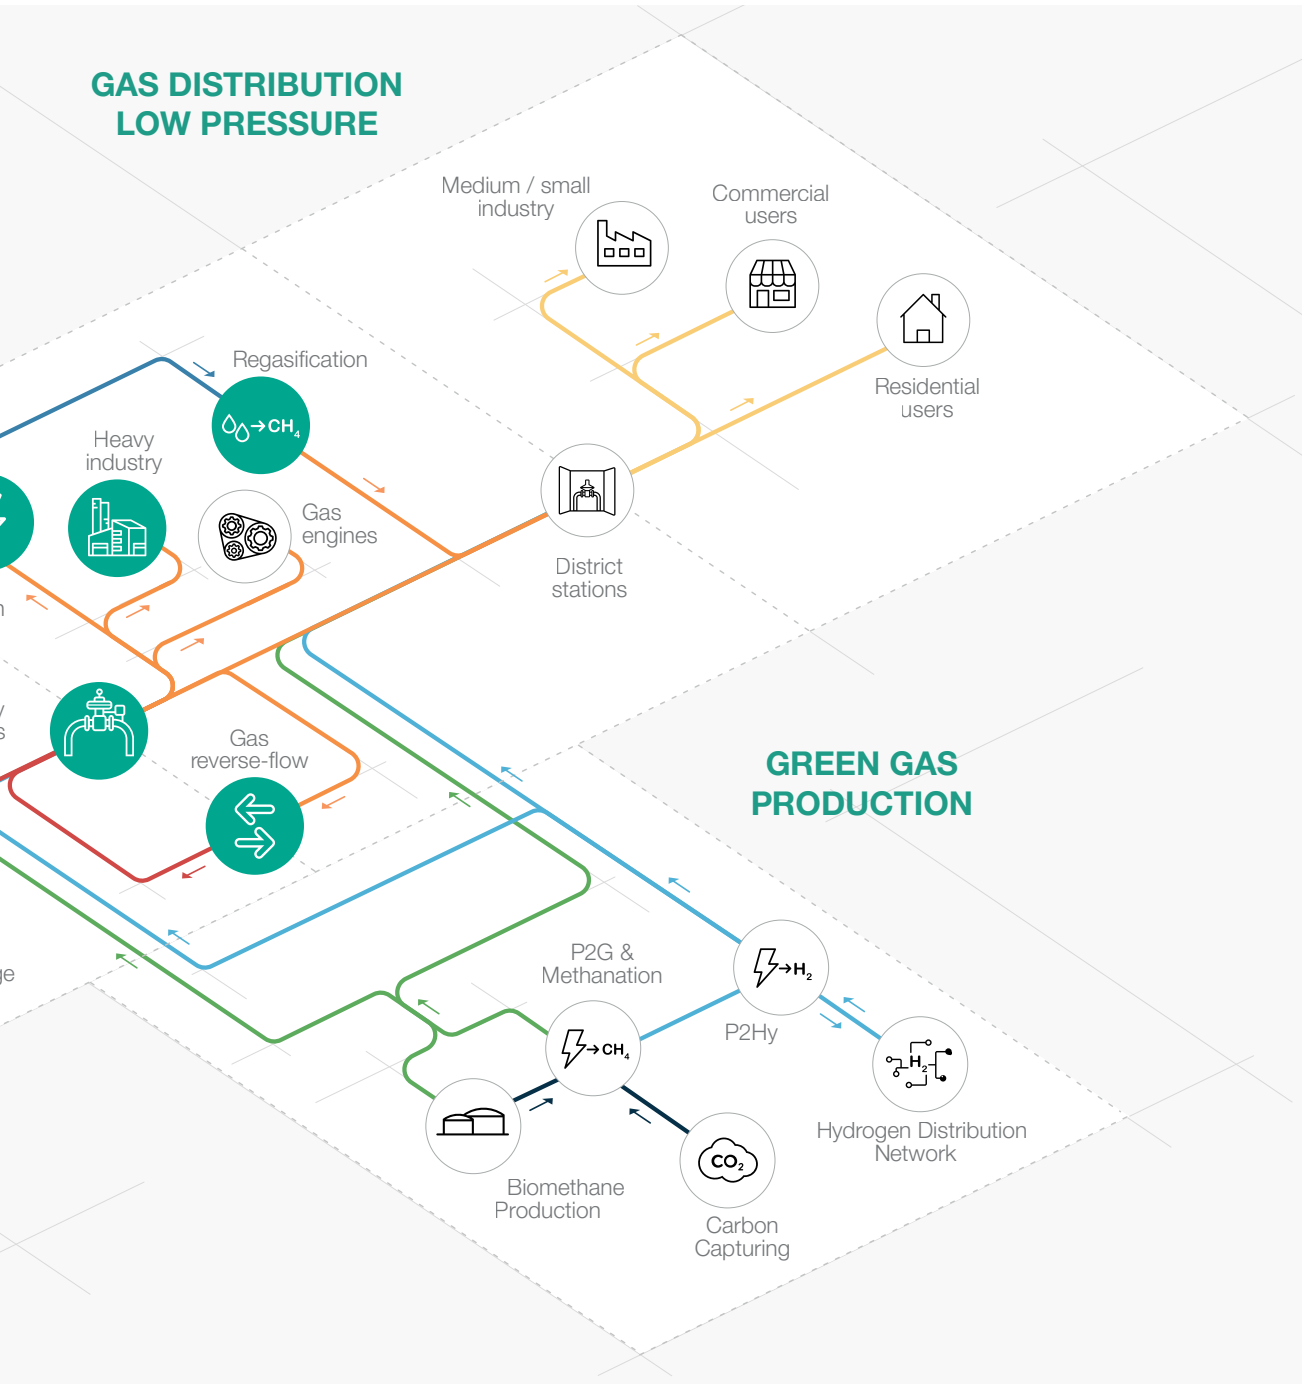 GAS DISTRIBUTION
LOW PRESSURE
Medium / small
industry
Commercial
users
Residential
users
Regasification
→CH₄
Heavy
industry
Gas
engines
District
stations
Gas
reverse-flow
GREEN GAS
PRODUCTION
P2G &
Methanation
→H₂
P2Hy
→CH₄
H₂
Hydrogen Distribution
Network
CO₂
Biomethane
Production
Carbon
Capturing